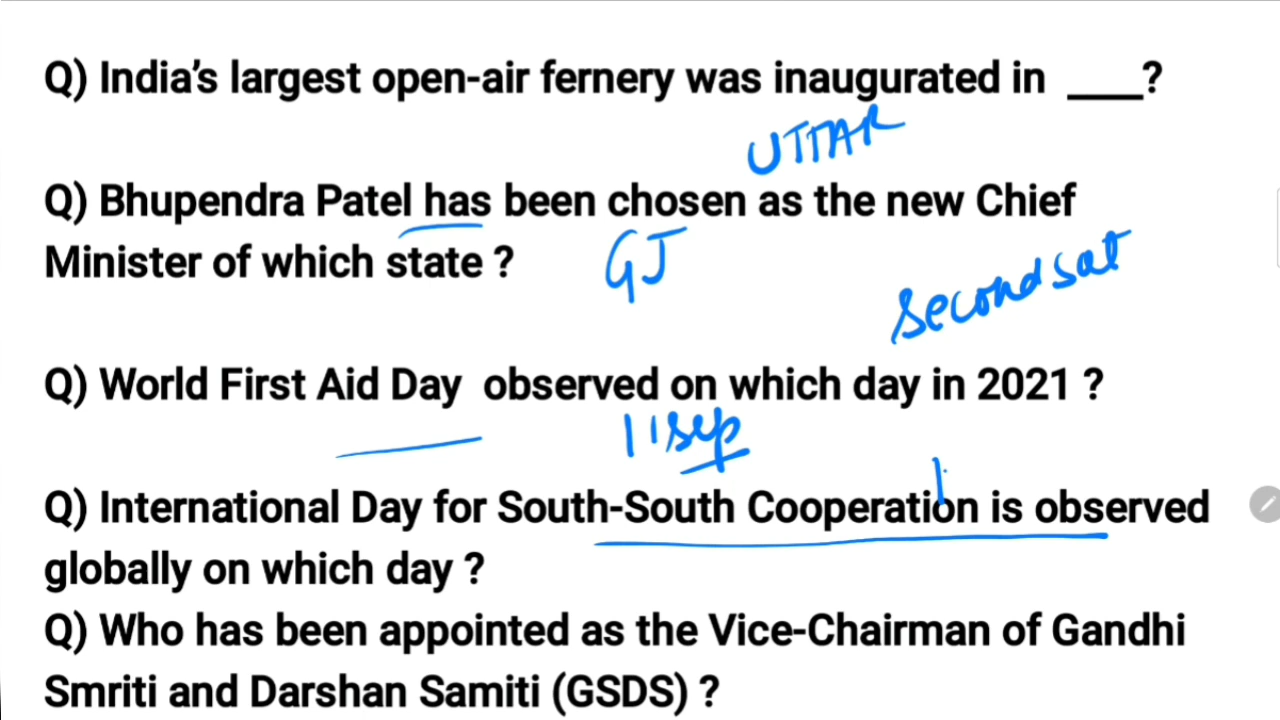 Q) India's largest open-air fernery was inaugurated in ____?
UTTAR
Q) Bhupendra Patel has been chosen as the new Chief
Minister of which state ?
GJ
Second sat
Q) World First Aid Day observed on which day in 2021 ?
11 sep
Q) International Day for South-South Cooperation is observed
globally on which day ?
Q) Who has been appointed as the Vice-Chairman of Gandhi
Smriti and Darshan Samiti (GSDS) ?